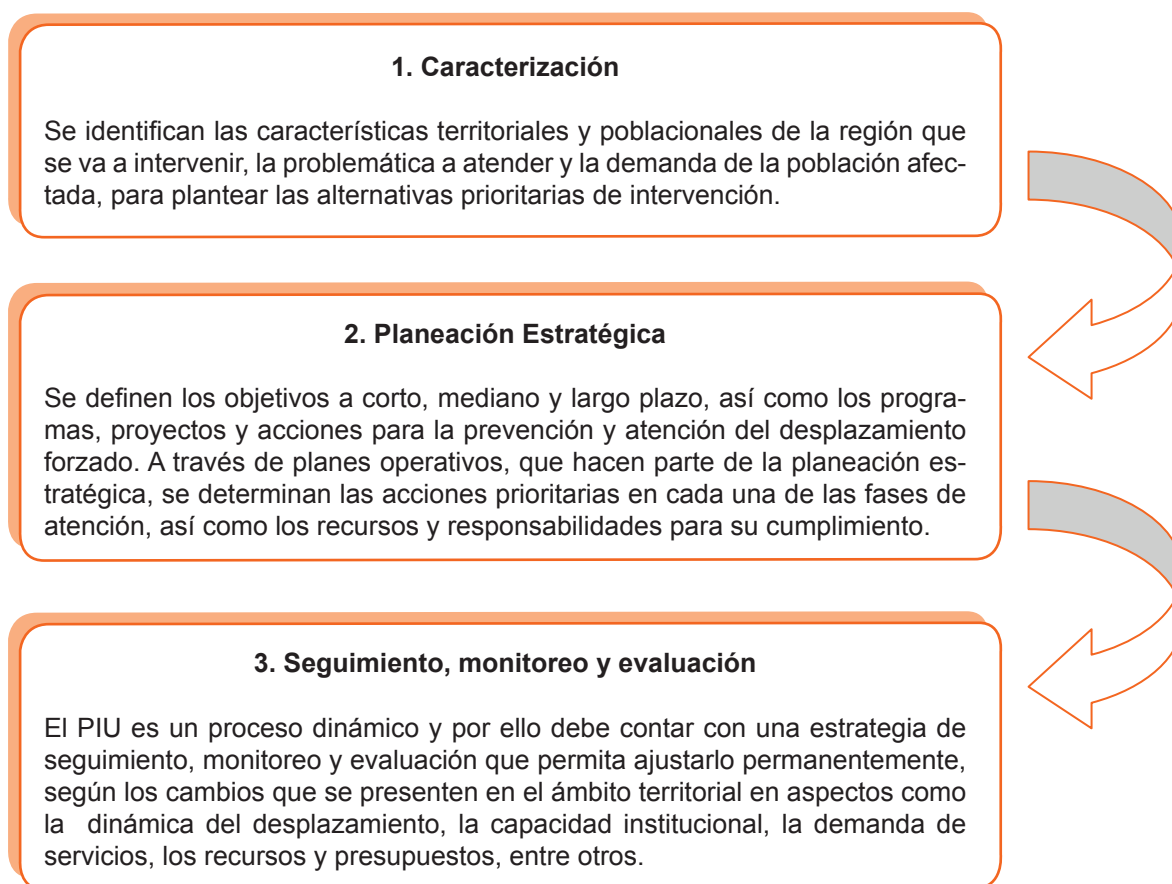 1. Caracterización
Se identifican las características territoriales y poblacionales de la región que
se va a intervenir, la problemática a atender y la demanda de la población afec-
tada, para plantear las alternativas prioritarias de intervención.
2. Planeación Estratégica
Se definen los objetivos a corto, mediano y largo plazo, así como los progra-
mas, proyectos y acciones para la prevención y atención del desplazamiento
forzado. A través de planes operativos, que hacen parte de la planeación es-
tratégica, se determinan las acciones prioritarias en cada una de las fases de
atención, así como los recursos y responsabilidades para su cumplimiento.
3. Seguimiento, monitoreo y evaluación
El PIU es un proceso dinámico y por ello debe contar con una estrategia de
seguimiento, monitoreo y evaluación que permita ajustarlo permanentemente,
según los cambios que se presenten en el ámbito territorial en aspectos como
la dinámica del desplazamiento, la capacidad institucional, la demanda de
servicios, los recursos y presupuestos, entre otros.